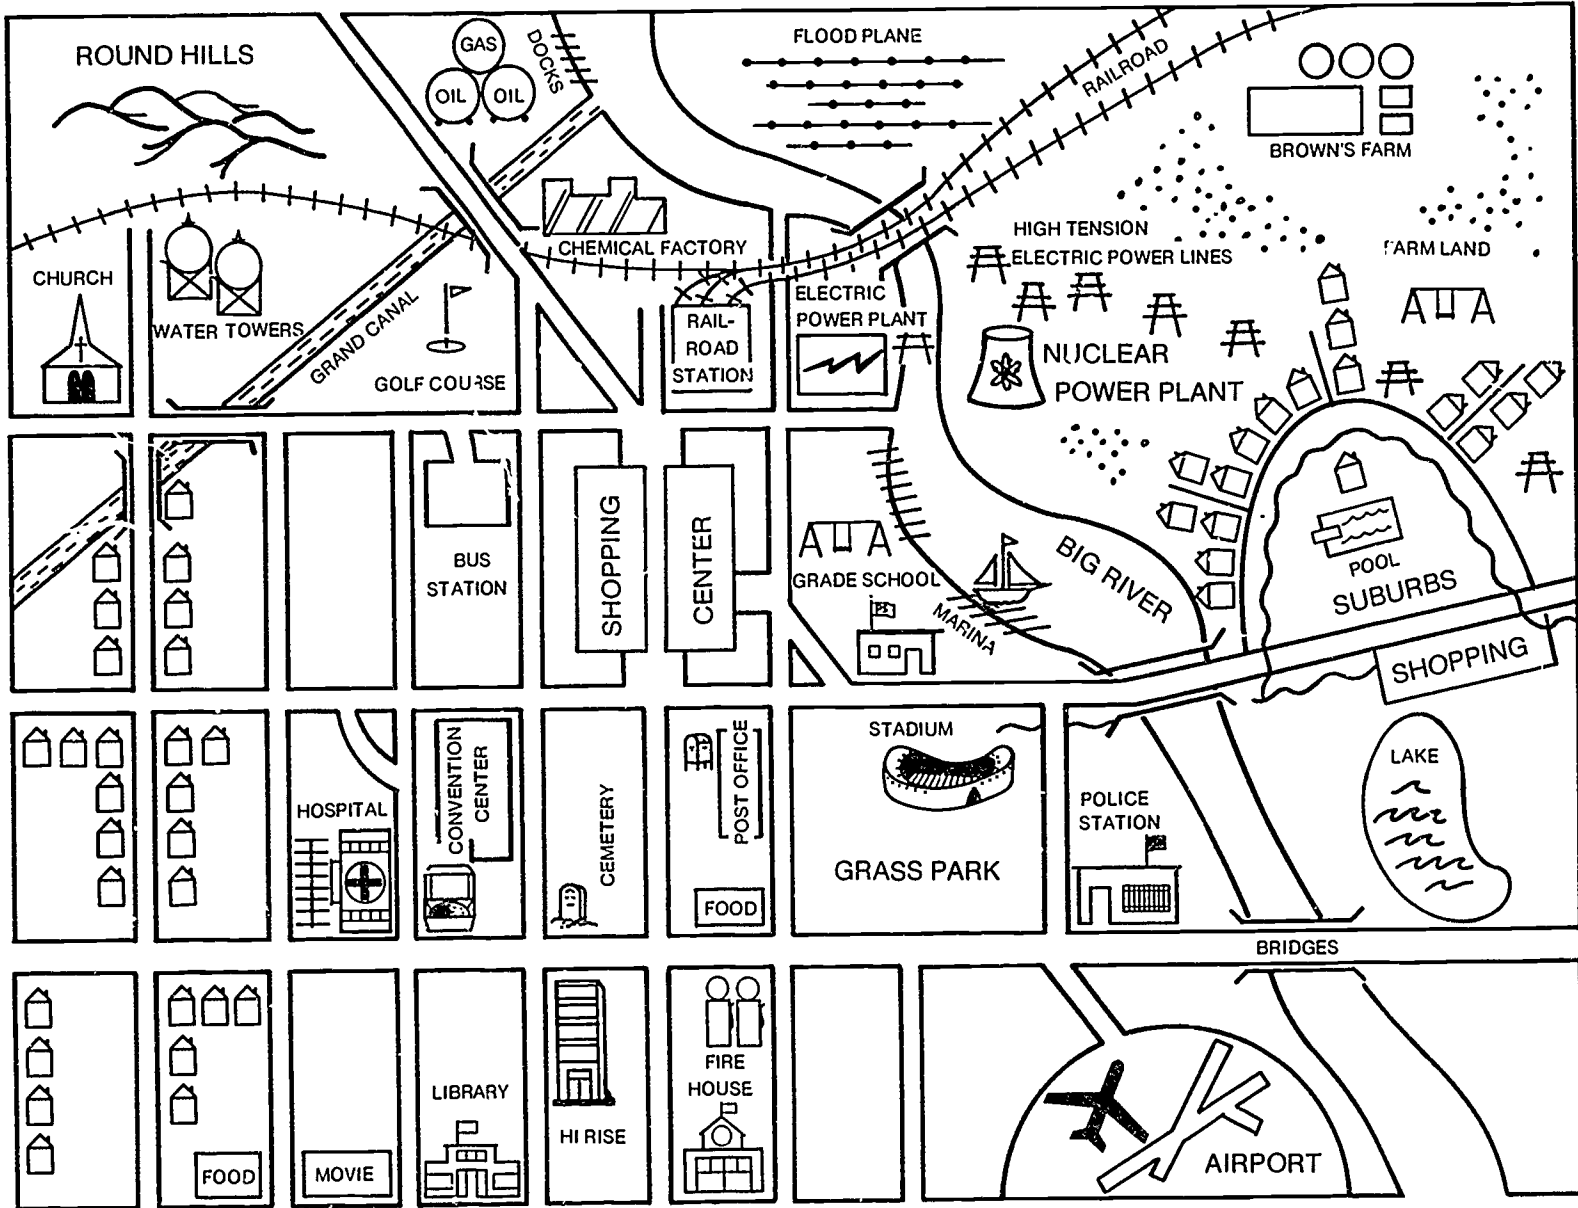 ROUND HILLS
GAS
OIL
OIL
DOCKS
FLOOD PLANE
RAILROAD
BROWN'S FARM
CHURCH
WATER TOWERS
GRAND CANAL
GOLF COURSE
CHEMICAL FACTORY
RAIL-
ROAD
STATION
ELECTRIC
POWER PLANT
HIGH TENSION
ELECTRIC POWER LINES
FARM LAND
NUCLEAR
POWER PLANT
BUS
STATION
SHOPPING
CENTER
GRADE SCHOOL
MARINA
BIG RIVER
POOL
SUBURBS
SHOPPING
HOSPITAL
CONVENTION
CENTER
CEMETERY
POST OFFICE
FOOD
STADIUM
GRASS PARK
POLICE
STATION
LAKE
BRIDGES
FOOD
MOVIE
LIBRARY
HI RISE
FIRE
HOUSE
AIRPORT